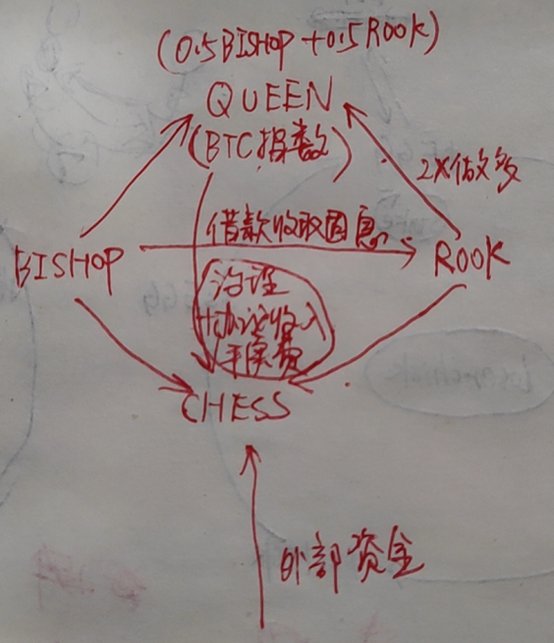 (0.5BISHOP+0.5ROOK)
QUEEN
(BTC指数)
2X做多
借款收取固息
BISHOP
ROOK
治理
+协议收入
手续费
CHESS
外部资金